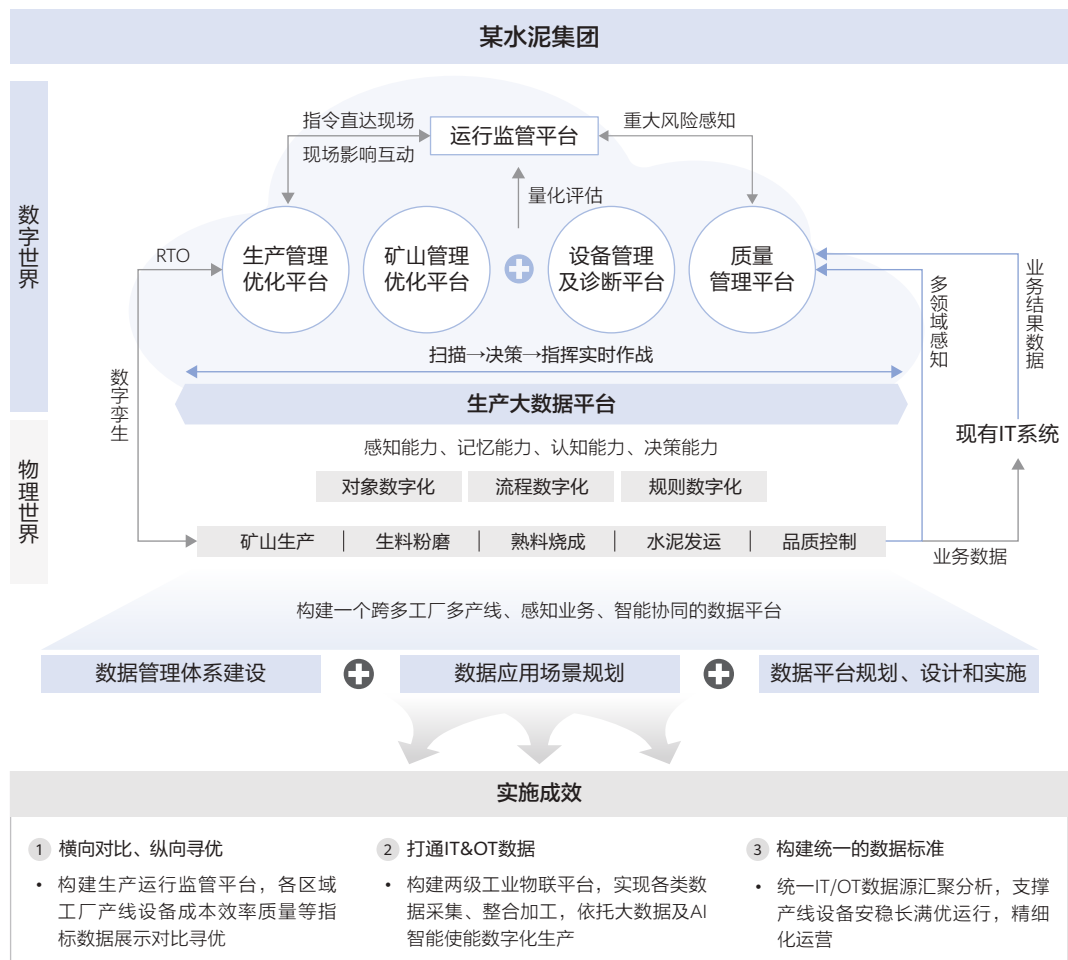 某水泥集团
数字世界
指令直达现场
现场影响互动
运行监管平台
重大风险感知
量化评估
RTO
生产管理
优化平台
矿山管理
优化平台
设备管理
及诊断平台
质量
管理平台
多领域感知
业务结果数据
扫描→决策→指挥实时作战
数字孪生
生产大数据平台
现有IT系统
物理世界
感知能力、记忆能力、认知能力、决策能力
对象数字化
流程数字化
规则数字化
矿山生产
生料粉磨
熟料烧成
水泥发运
品质控制
业务数据
构建一个跨多工厂多产线、感知业务、智能协同的数据平台
数据管理体系建设
数据应用场景规划
数据平台规划、设计和实施
实施成效
1 横向对比、纵向寻优
• 构建生产运行监管平台，各区域
工厂产线设备成本效率质量等指
标数据展示对比寻优
2 打通IT&OT数据
• 构建两级工业物联平台，实现各类数
据采集、整合加工，依托大数据及AI
智能使能数字化生产
3 构建统一的数据标准
• 统一IT/OT数据源汇聚分析，支撑
产线设备安稳长满优运行，精细
化运营